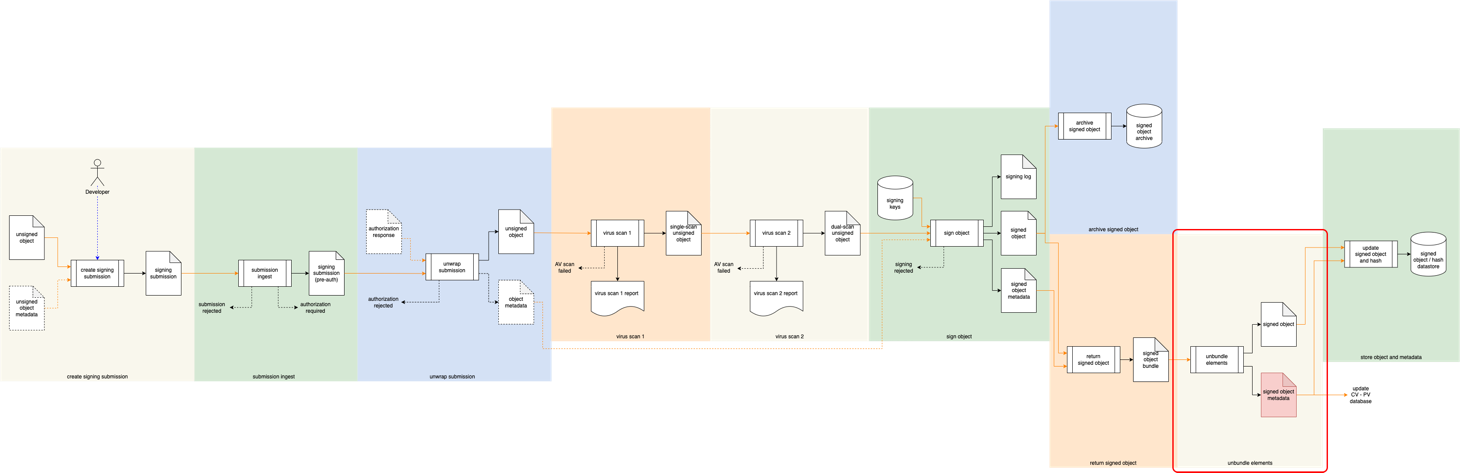 Developer
unsigned
object
unsigned
object
metadata
create signing
submission
signing
submission
create signing submission
submission
ingest
signing
submission
(pre-auth)
submission
rejected
authorization
required
submission ingest
authorization
response
unsigned
object
unwrap
submission
authorization
rejected
object
metadata
unwrap submission
virus scan 1
single-scan
unsigned
object
AV scan
failed
virus scan 1 report
virus scan 1
virus scan 2
dual-scan
unsigned
object
AV scan
failed
virus scan 2 report
virus scan 2
signing
keys
sign object
signing log
signed
object
signing
rejected
signed
object
metadata
sign object
archive
signed object
signed
object
archive
archive signed object
return
signed object
signed
object
bundle
return signed object
unbundle
elements
signed object
signed object
metadata
unbundle elements
update
CV - PV
database
update
signed object
and hash
signed
object / hash
datastore
store object and metadata